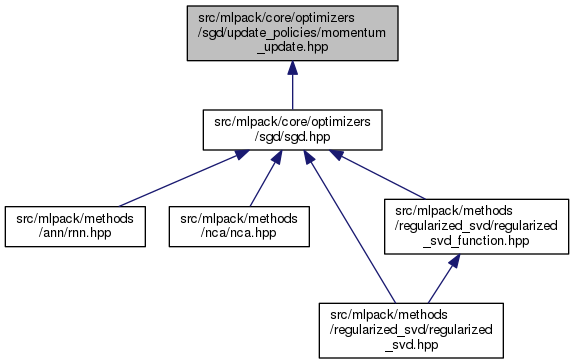 src/mlpack/core/optimizers
/sgd/update_policies/momentum
_update.hpp
src/mlpack/core/optimizers
/sgd/sgd.hpp
src/mlpack/methods
/ann/rnn.hpp
src/mlpack/methods
/nca/nca.hpp
src/mlpack/methods
/regularized_svd/regularized
_svd_function.hpp
src/mlpack/methods
/regularized_svd/regularized
_svd.hpp